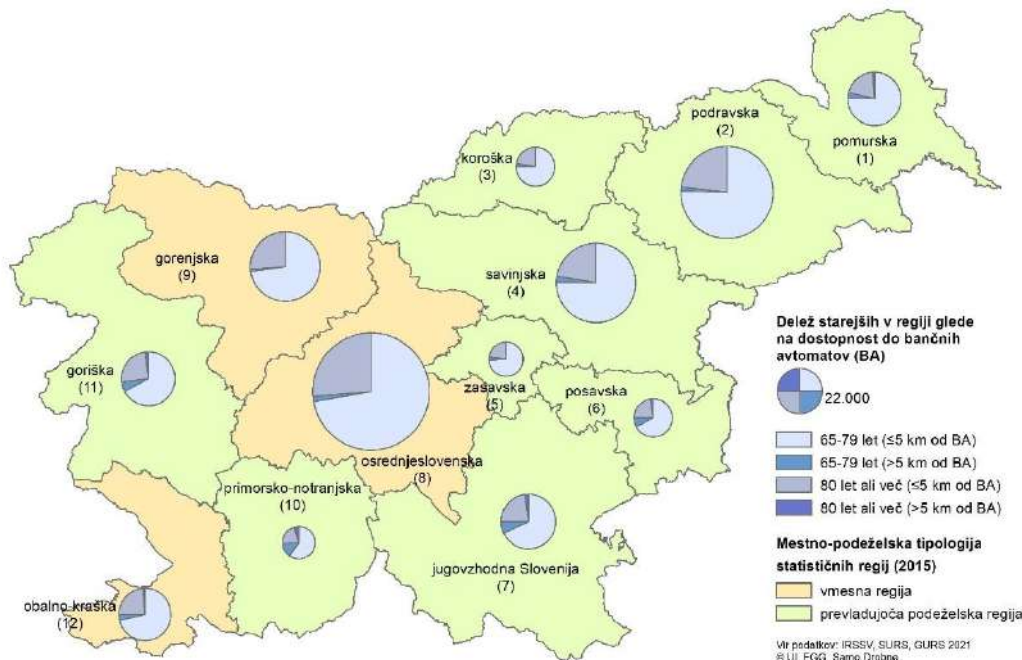 podravska
(2)
pomurska
(1)
koroška
(3)
gorenjska
(9)
savinjska
(4)
goriška
(11)
zasavska
(5)
posavska
(6)
osrednjeslovenska
(8)
primorsko-notranjska
(10)
jugovzhodna Slovenija
(7)
obalno-kraška
(12)
Delež starejših v regiji glede
na dostopnost do bančnih
avtomatov (BA)
22.000
65-79 let (≤5 km od BA)
65-79 let (>5 km od BA)
80 let ali več (≤5 km od BA)
80 let ali več (>5 km od BA)
Mestno-podeželska tipologija
statističnih regij (2015)
vmesna regija
prevladujoča podeželska regija
Vir podatkov: IRSSV, SURS, GURS 2021
© UL FGG, Samo Drobne